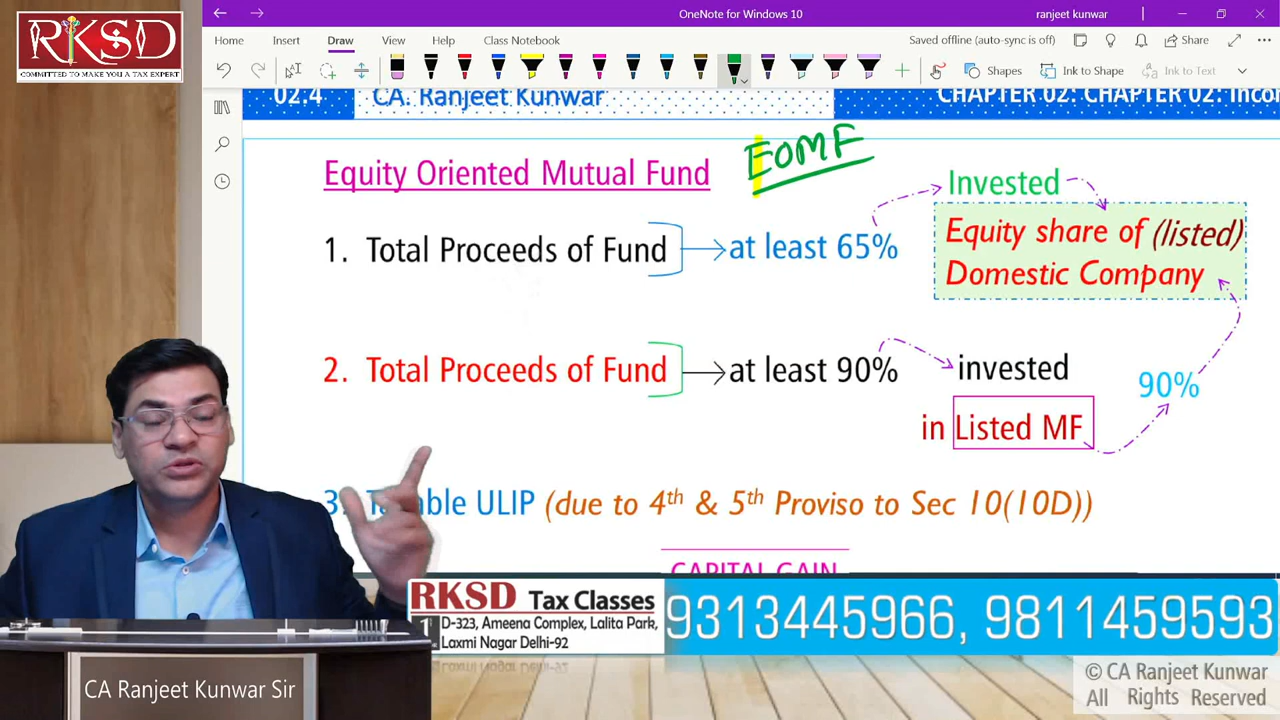 RKSD
COMMITTED TO MAKE YOU A TAX EXPERT
OneNote for Windows 10
ranjeet kunwar
Home Insert Draw View Help Class Notebook
Saved offline (auto-sync is off)
Share
Shapes
Ink to Shape
Ink to Text
02.4 CA. Ranjeet Kunwar CHAPTER 02: CHAPTER 02: Inco
Equity Oriented Mutual Fund
EOMF
Invested
1. Total Proceeds of Fund at least 65%
Equity share of (listed)
Domestic Company
2. Total Proceeds of Fund at least 90% invested
90%
in Listed MF
3. Taxable ULIP (due to 4th & 5th Proviso to Sec 10(10D))
CAPITAL GAIN
RKSD Tax Classes
D-323, Ameena Complex, Lalita Park,
Laxmi Nagar Delhi-92
9313445966, 9811459593
CA Ranjeet Kunwar Sir
© CA Ranjeet Kunwar
All Rights Reserved